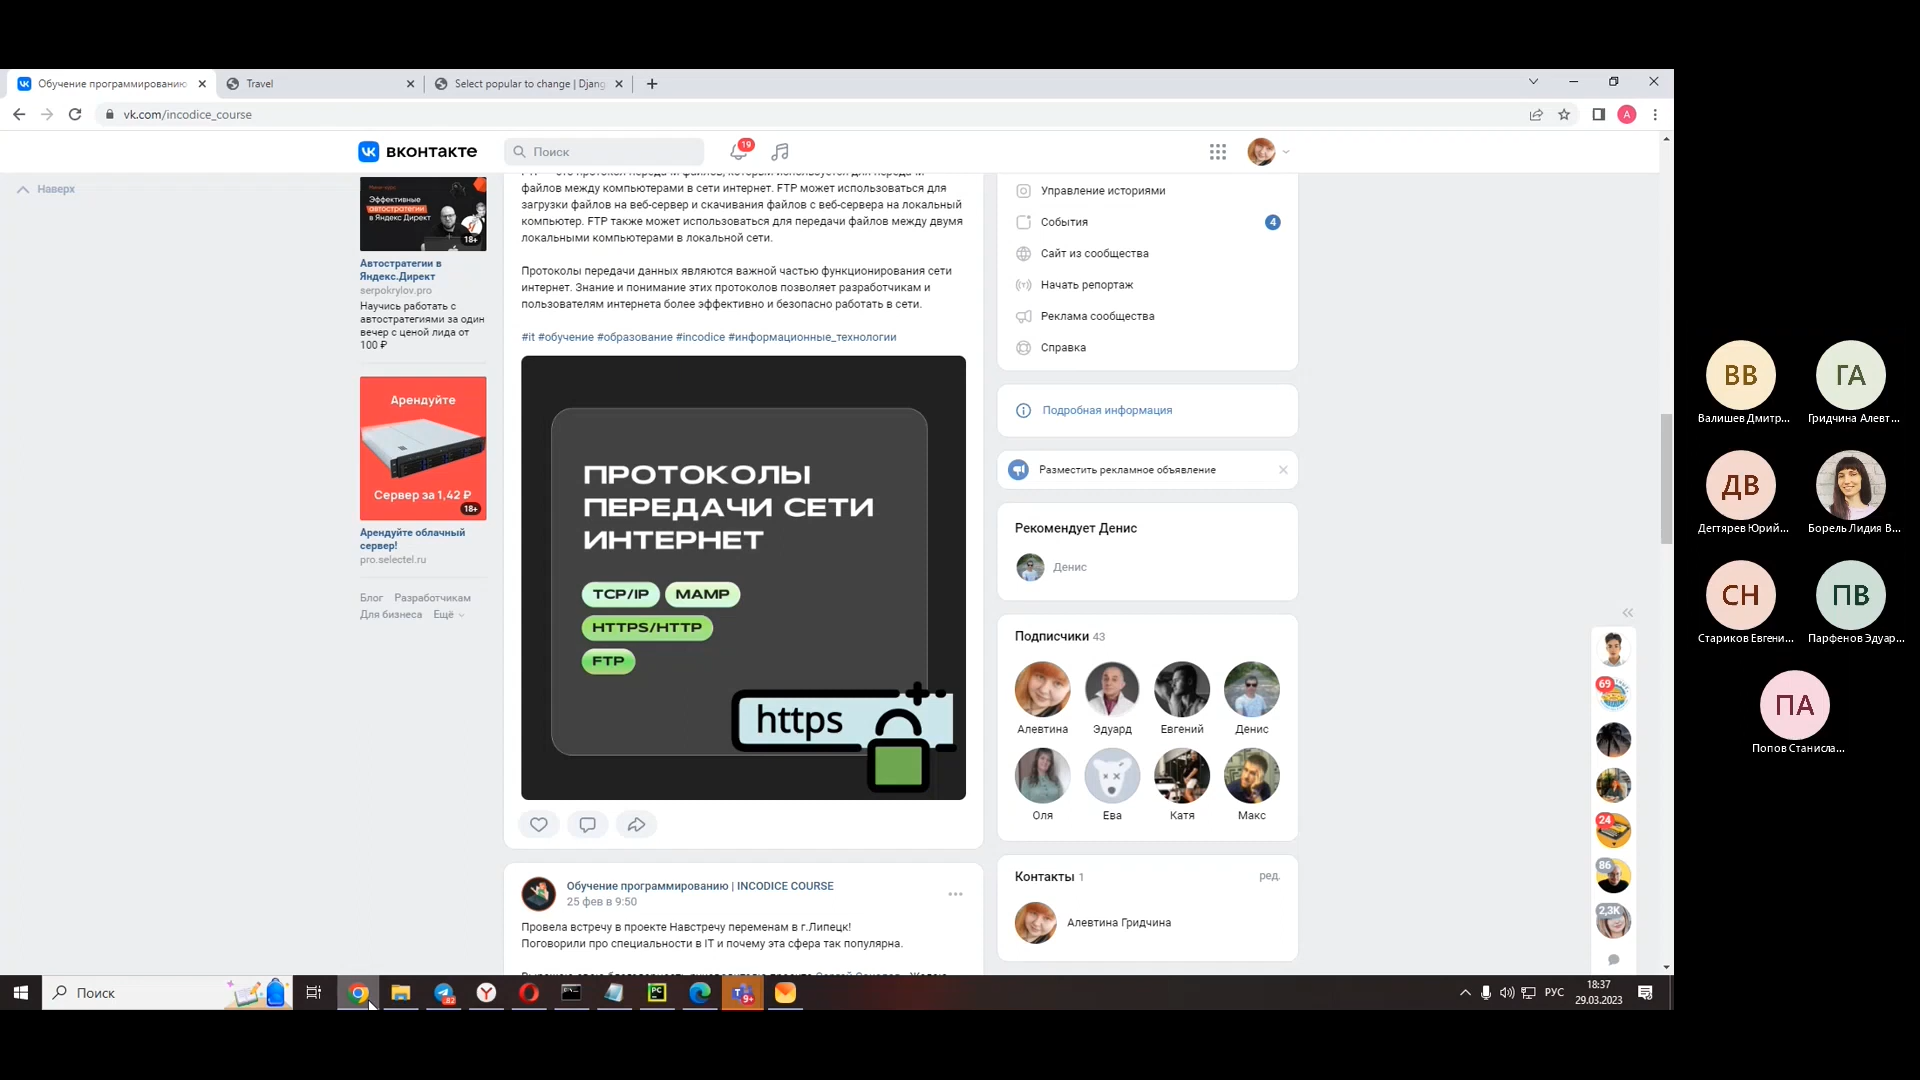 Обучение программированию
Travel
Select popular to change | Djang
vk.com/incodice_course
A
вконтакте
Поиск
19
Наверх
Эффективные
автостратегии
в Яндекс Директ
18+
Автостратегии в
Яндекс.Директ
serpokrylov.pro
Научись работать с
автостратегиями за один
вечер с ценой лида от
100 ₽
Арендуйте
Сервер за 1,42 ₽
18+
Арендуйте облачный
сервер!
pro.selectel.ru
Блог Разработчикам
Для бизнеса Ещё
файлов между компьютерами в сети интернет. FTP может использоваться для
загрузки файлов на веб-сервер и скачивания файлов с веб-сервера на локальный
компьютер. FTP также может использоваться для передачи файлов между двумя
локальными компьютерами в локальной сети.
Протоколы передачи данных являются важной частью функционирования сети
интернет. Знание и понимание этих протоколов позволяет разработчикам и
пользователям интернета более эффективно и безопасно работать в сети.
#it #обучение #образование #incodice #информационные_технологии
ПРОТОКОЛЫ
ПЕРЕДАЧИ СЕТИ
ИНТЕРНЕТ
TCP/IP MAMP
HTTPS/HTTP
FTP
https
Обучение программированию | INCODICE COURSE
25 фев в 9:50
Провела встречу в проекте Навстречу переменам в г.Липецк!
Поговорили про специальности в IT и почему эта сфера так популярна.
Управление историями
События 4
Сайт из сообщества
Начать репортаж
Реклама сообщества
Справка
Подробная информация
Разместить рекламное объявление
Рекомендует Денис
Денис
Подписчики 43
Алевтина Эдуард Евгений Денис
Оля Ева Катя Макс
Контакты 1 ред.
Алевтина Гридчина
69
24
86
2,3K
Поиск
82
9+
РУС
18:37
29.03.2023
ВВ ГА
Валишев Дмитр... Гридчина Алевт...
ДВ
Дегтярев Юрий... Борель Лидия В...
СН ПВ
Стариков Евгени... Парфенов Эдуар...
ПА
Попов Станисла...